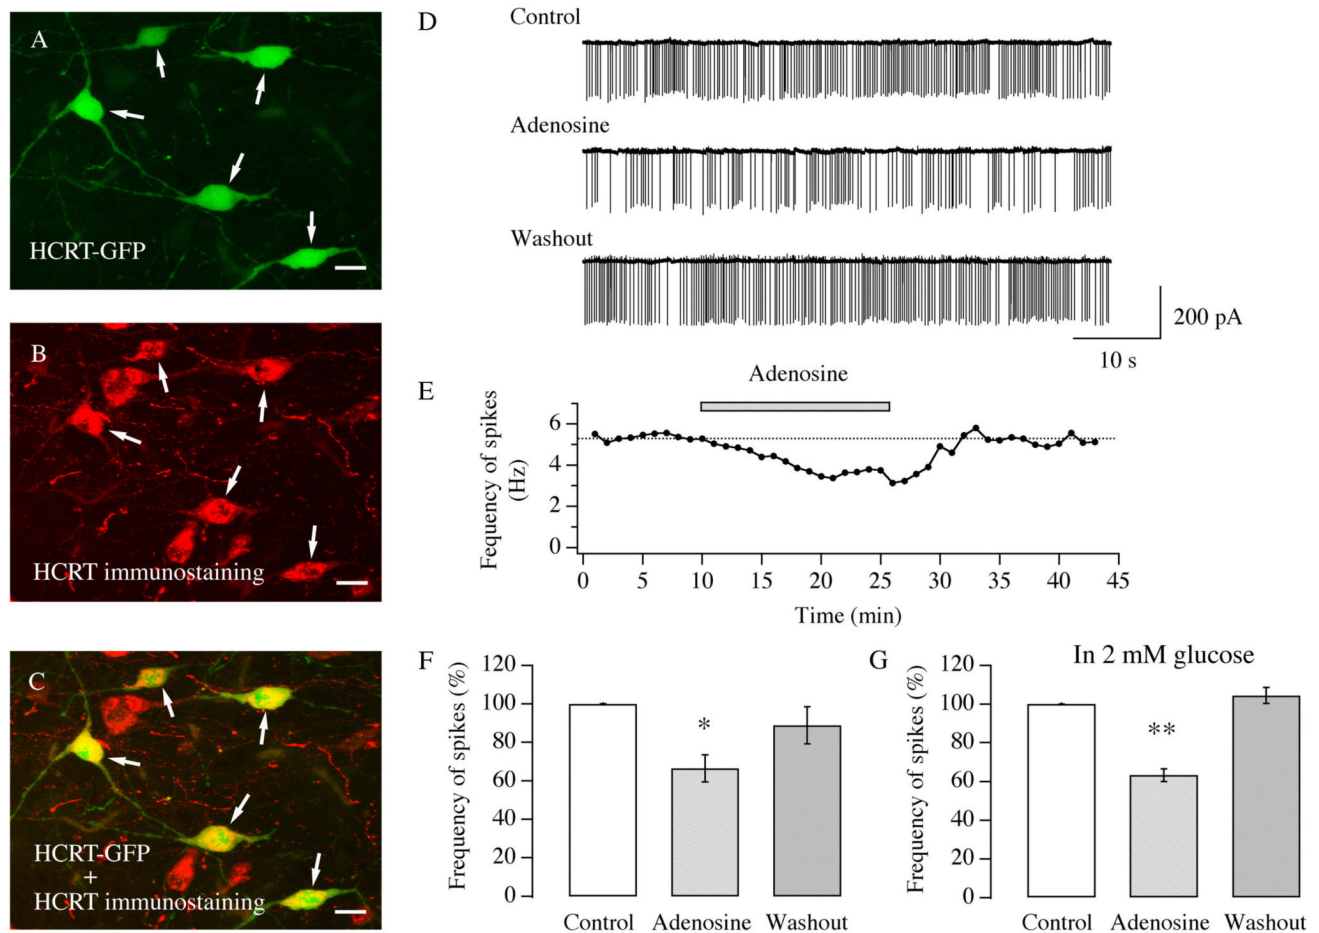 A
HCRT-GFP
B
HCRT immunostaining
C
HCRT-GFP
+
HCRT immunostaining
D
Control
Adenosine
Washout
200 pA
10 s
E
Adenosine
Fequency of spikes
(Hz)
6
4
2
0
0 5 10 15 20 25 30 35 40 45
Time (min)
F
Frequency of spikes (%)
120
100
80
60
40
20
0
*
Control Adenosine Washout
G
In 2 mM glucose
Frequency of spikes (%)
120
100
80
60
40
20
0
**
Control Adenosine Washout